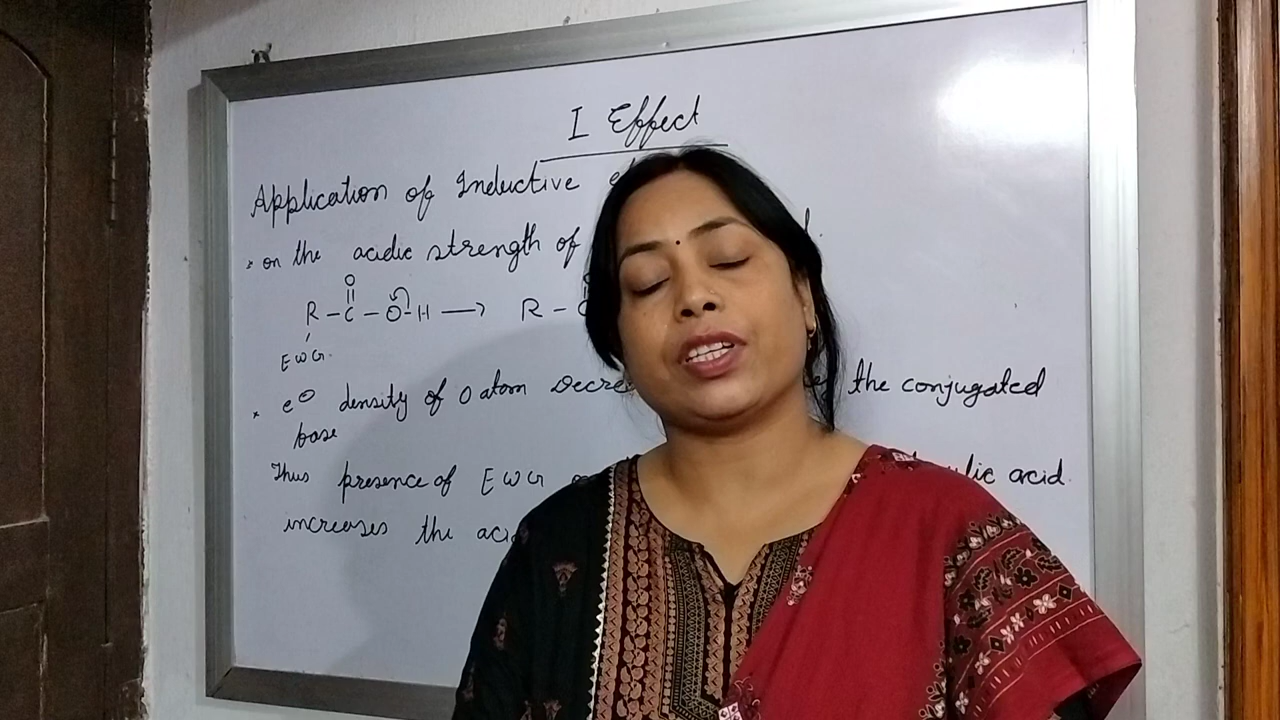 I Effect
Application of Inductive
* on the acidic strength of
O
R - C - O - H → R -
EWG
* e⊖ density of O atom Decre the conjugated
base
Thus presence of EWG acid
increases the